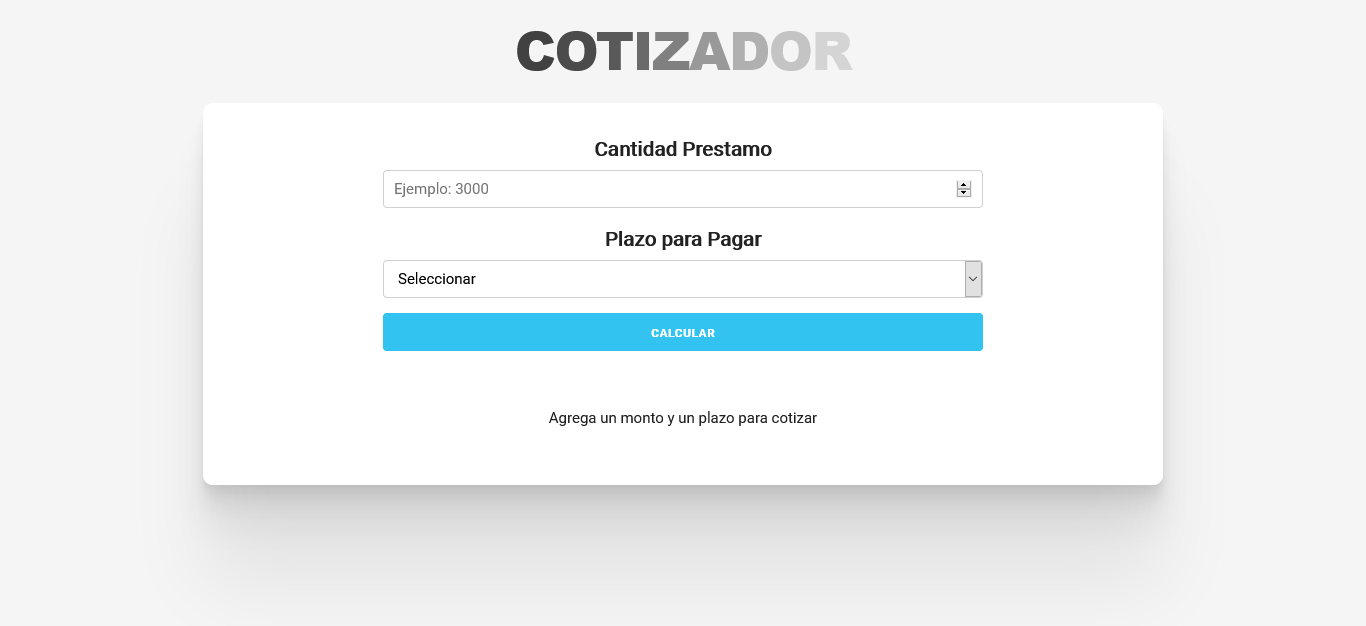 COTIZADOR
Cantidad Prestamo
Ejemplo: 3000
Plazo para Pagar
Seleccionar
CALCULAR
Agrega un monto y un plazo para cotizar